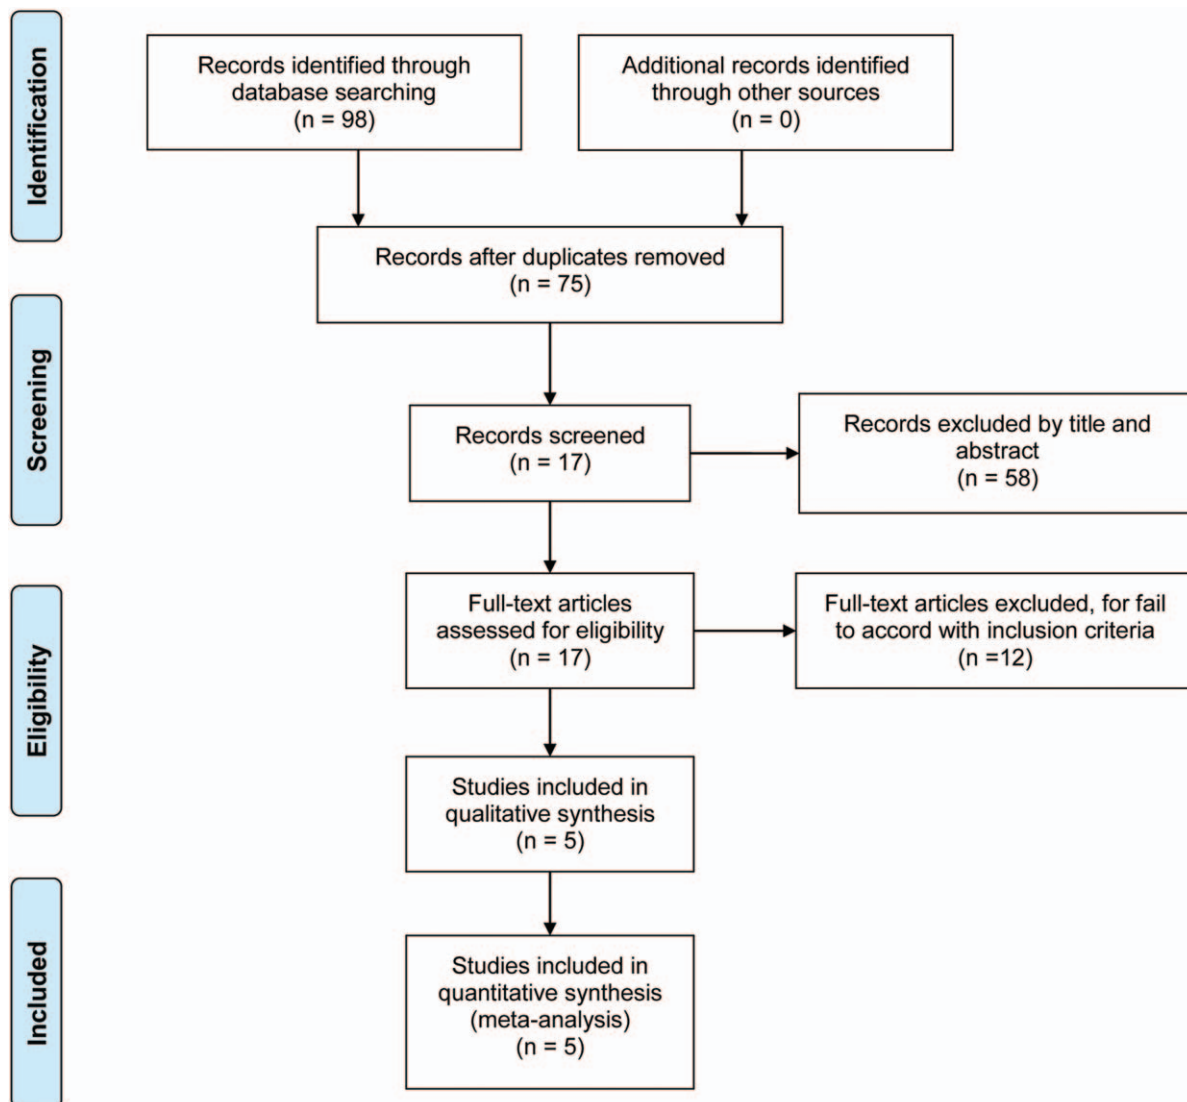 Identification
Records identified through
database searching
(n = 98)
Additional records identified
through other sources
(n = 0)
Records after duplicates removed
(n = 75)
Screening
Records screened
(n = 17)
Records excluded by title and
abstract
(n = 58)
Eligibility
Full-text articles
assessed for eligibility
(n = 17)
Full-text articles excluded, for fail
to accord with inclusion criteria
(n =12)
Studies included in
qualitative synthesis
(n = 5)
Included
Studies included in
quantitative synthesis
(meta-analysis)
(n = 5)